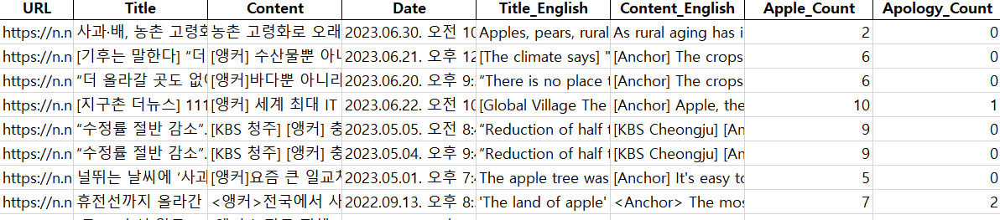 URL Title Content Date Title_English Content_English Apple_Count Apology_Count
https://n.n 사과·배, 농촌 고령화 농촌 고령화로 오래 2023.06.30. 오전 10 Apples, pears, rural As rural aging has i 2 0
https://n.n [기후는 말한다] “더 [앵커] 수산물뿐 아니 2023.06.21. 오후 12 [The climate says] " [Anchor] The crops 6 0
https://n.n “더 올라갈 곳도 없어 [앵커]바다뿐 아니라 2023.06.20. 오후 9: “There is no place t [Anchor] The crops 6 0
https://n.n [지구촌 더뉴스] 111 [앵커] 세계 최대 IT 2023.06.22. 오전 10 [Global Village The [Anchor] Apple, the 10 1
https://n.n “수정률 절반 감소”. [KBS 청주] [앵커] 충 2023.05.05. 오전 8:4 “Reduction of half t [KBS Cheongju] [An 9 0
https://n.n “수정률 절반 감소”. [KBS 청주] [앵커] 충 2023.05.04. 오후 9:4 “Reduction of half t [KBS Cheongju] [An 9 0
https://n.n 널뛰는 날씨에 ‘사과 [앵커]요즘 큰 일교차 2023.05.01. 오후 7:4 The apple tree was [Anchor] It's easy to 5 0
https://n.n 휴전선까지 올라간 <앵커>전국에서 사 2022.09.13. 오후 8: 'The land of apple' <Anchor> The mos 7 2